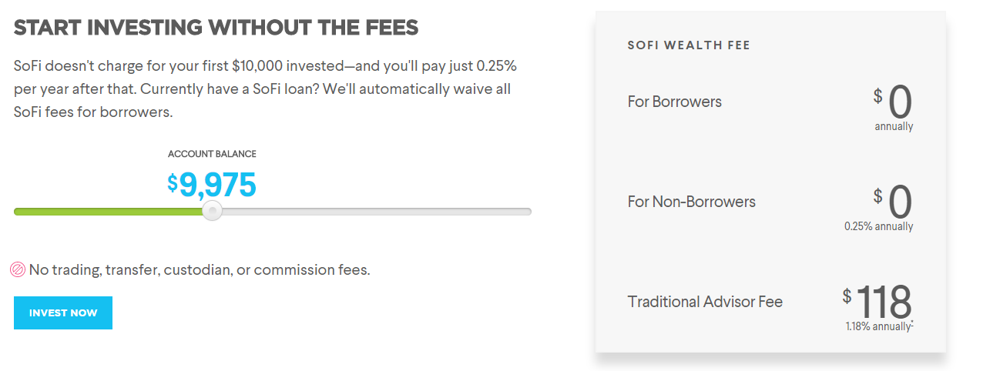 START INVESTING WITHOUT THE FEES
SoFi doesn't charge for your first $10,000 invested—and you'll pay just 0.25%
per year after that. Currently have a SoFi loan? We'll automatically waive all
SoFi fees for borrowers.
ACCOUNT BALANCE
$9,975
No trading, transfer, custodian, or commission fees.
INVEST NOW
SOFI WEALTH FEE
For Borrowers $0
annually
For Non-Borrowers $0
0.25% annually
Traditional Advisor Fee $118
1.18% annually*